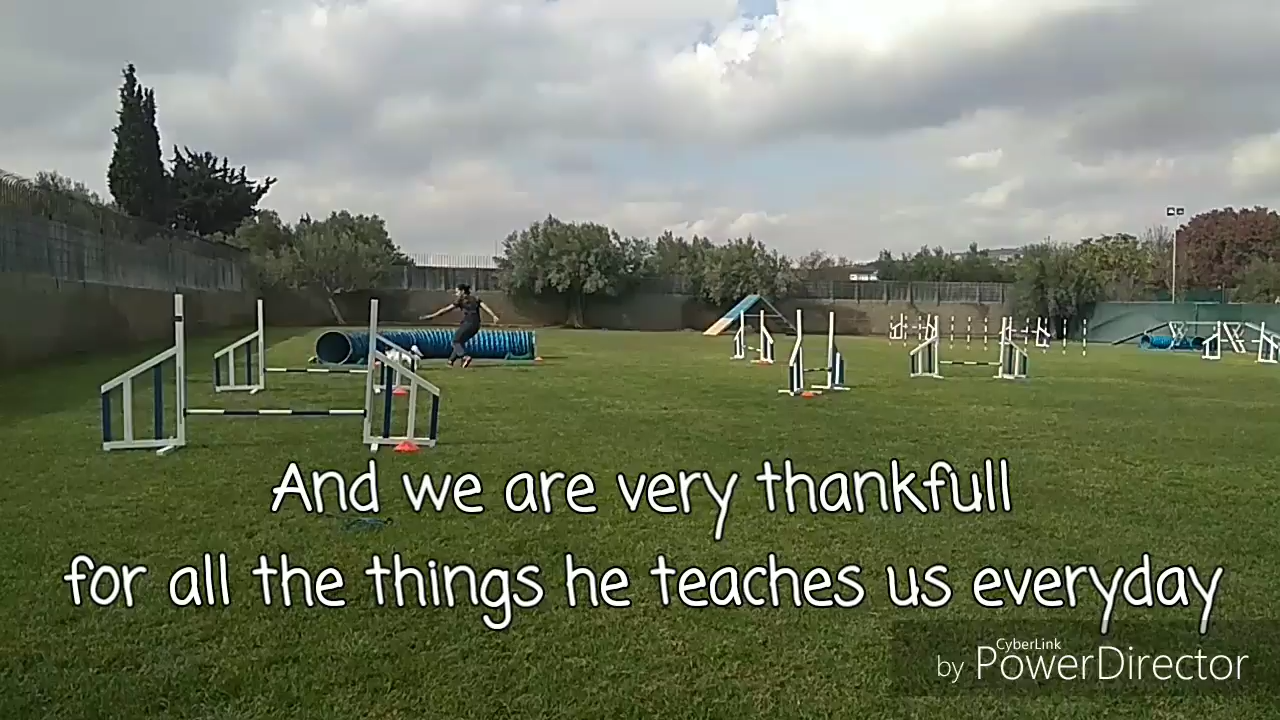 And we are very thankfull
for all the things he teaches us everyday
CyberLink
by PowerDirector